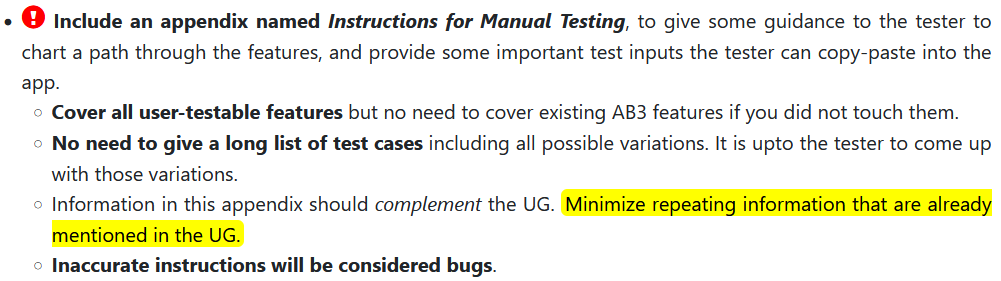 • ! Include an appendix named Instructions for Manual Testing, to give some guidance to the tester to
chart a path through the features, and provide some important test inputs the tester can copy-paste into the
app.
○ Cover all user-testable features but no need to cover existing AB3 features if you did not touch them.
○ No need to give a long list of test cases including all possible variations. It is upto the tester to come up
with those variations.
○ Information in this appendix should complement the UG. Minimize repeating information that are already
mentioned in the UG.
○ Inaccurate instructions will be considered bugs.